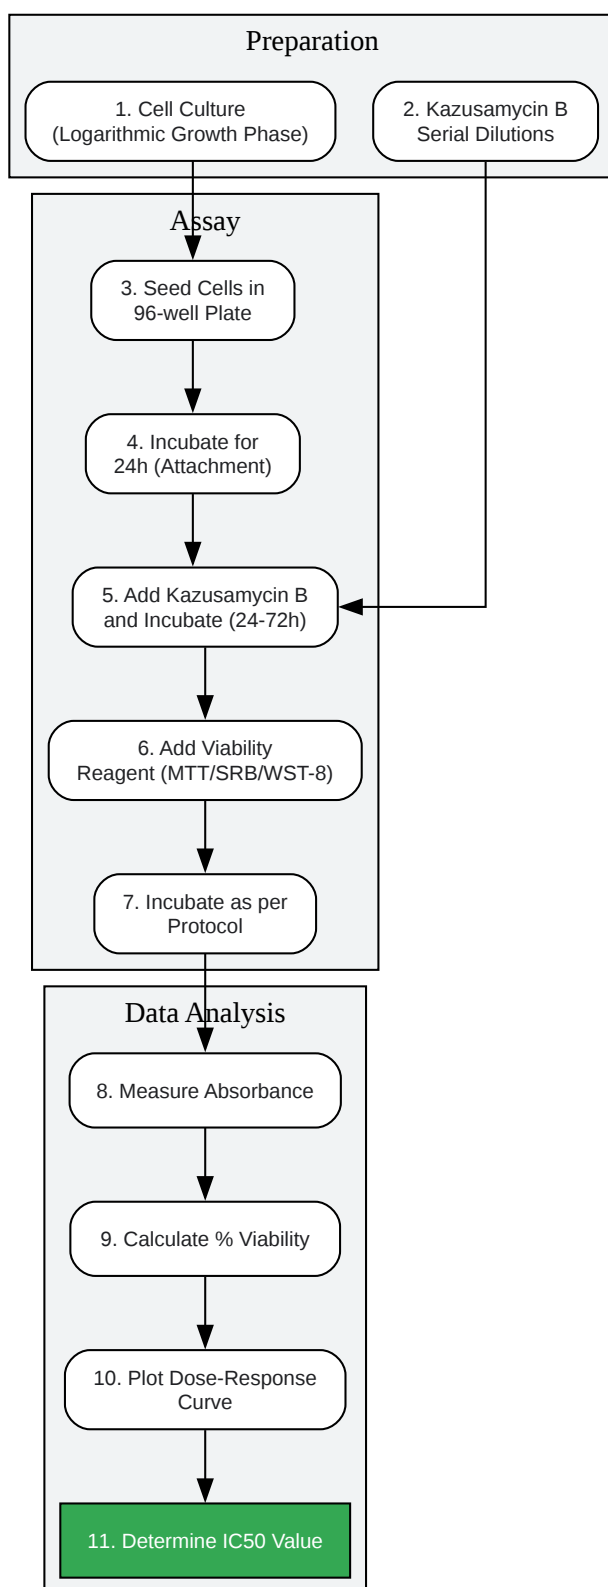 Preparation
1. Cell Culture
(Logarithmic Growth Phase)
2. Kazusamycin B
Serial Dilutions
Assay
3. Seed Cells in
96-well Plate
4. Incubate for
24h (Attachment)
5. Add Kazusamycin B
and Incubate (24-72h)
6. Add Viability
Reagent (MTT/SRB/WST-8)
7. Incubate as per
Protocol
Data Analysis
8. Measure Absorbance
9. Calculate % Viability
10. Plot Dose-Response
Curve
11. Determine IC50 Value